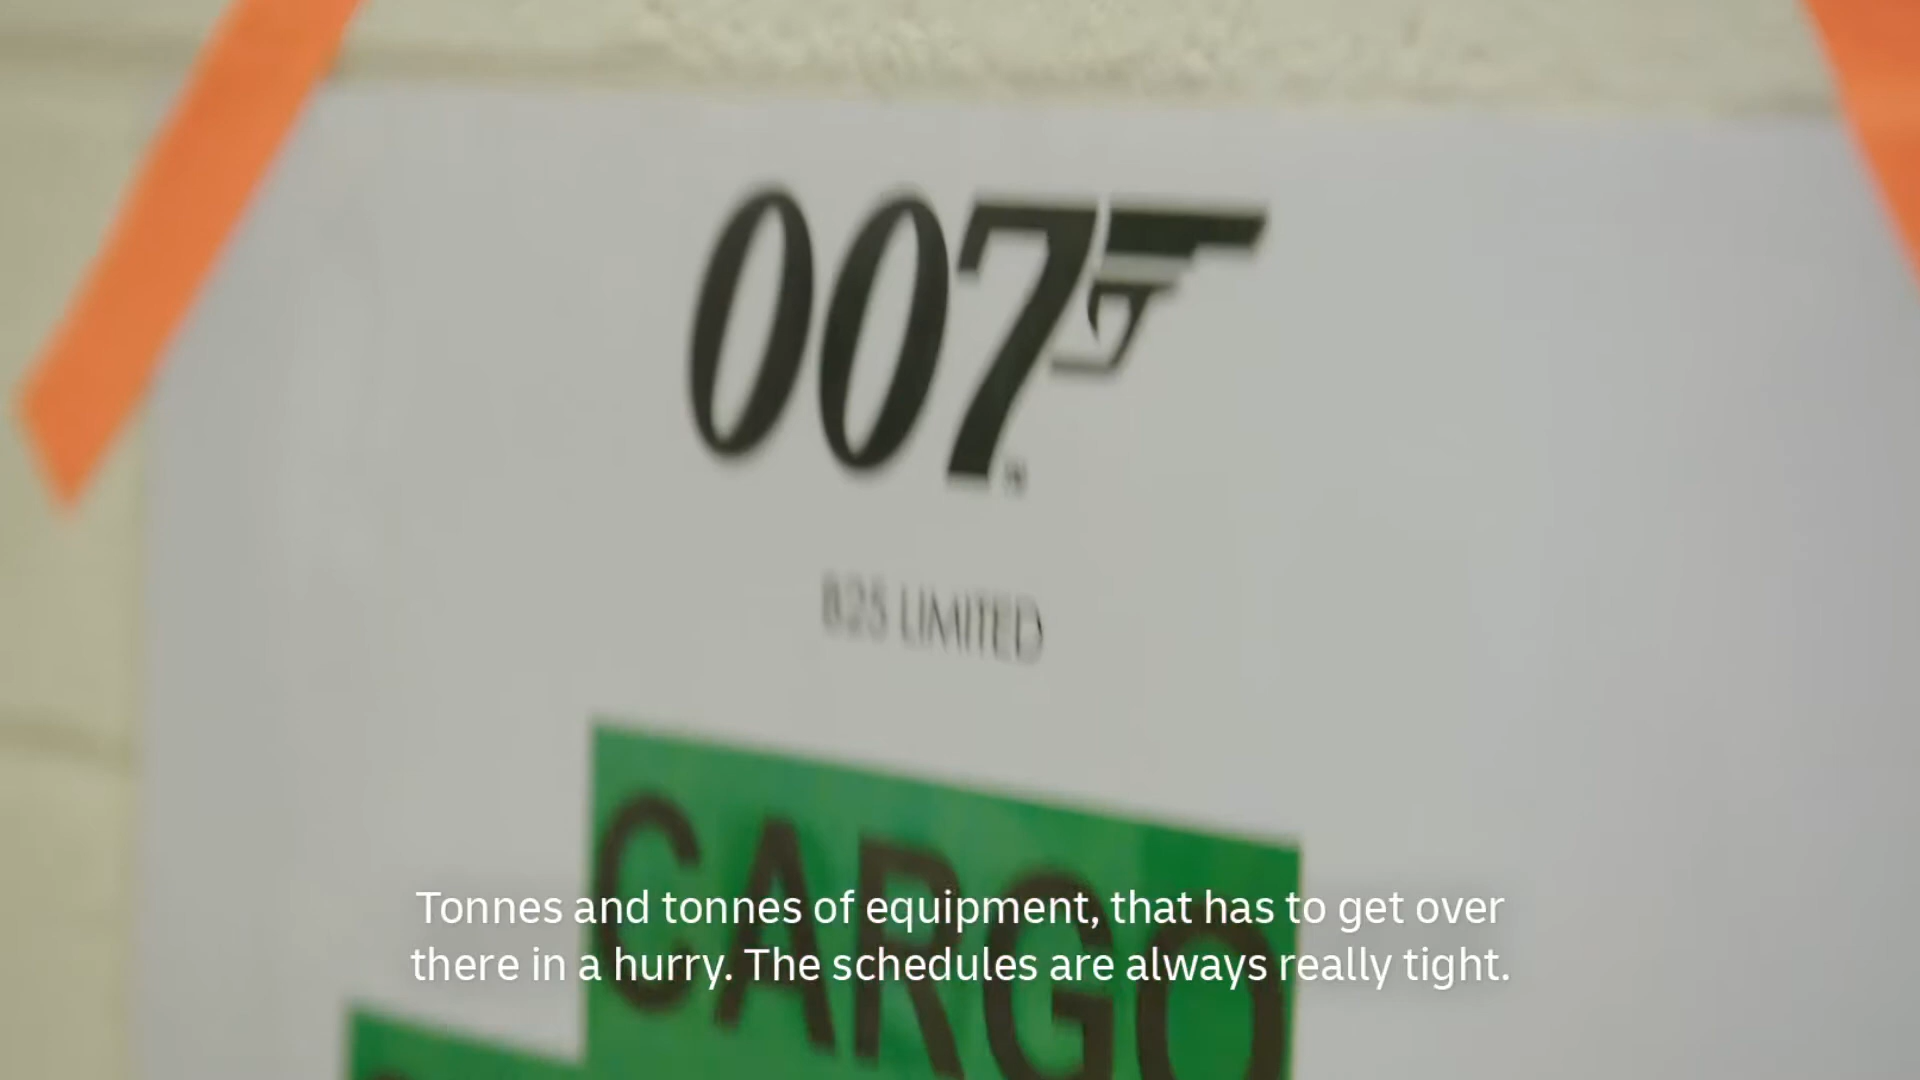 007
B25 LIMITED
CARGO
Tonnes and tonnes of equipment, that has to get over
there in a hurry. The schedules are always really tight.